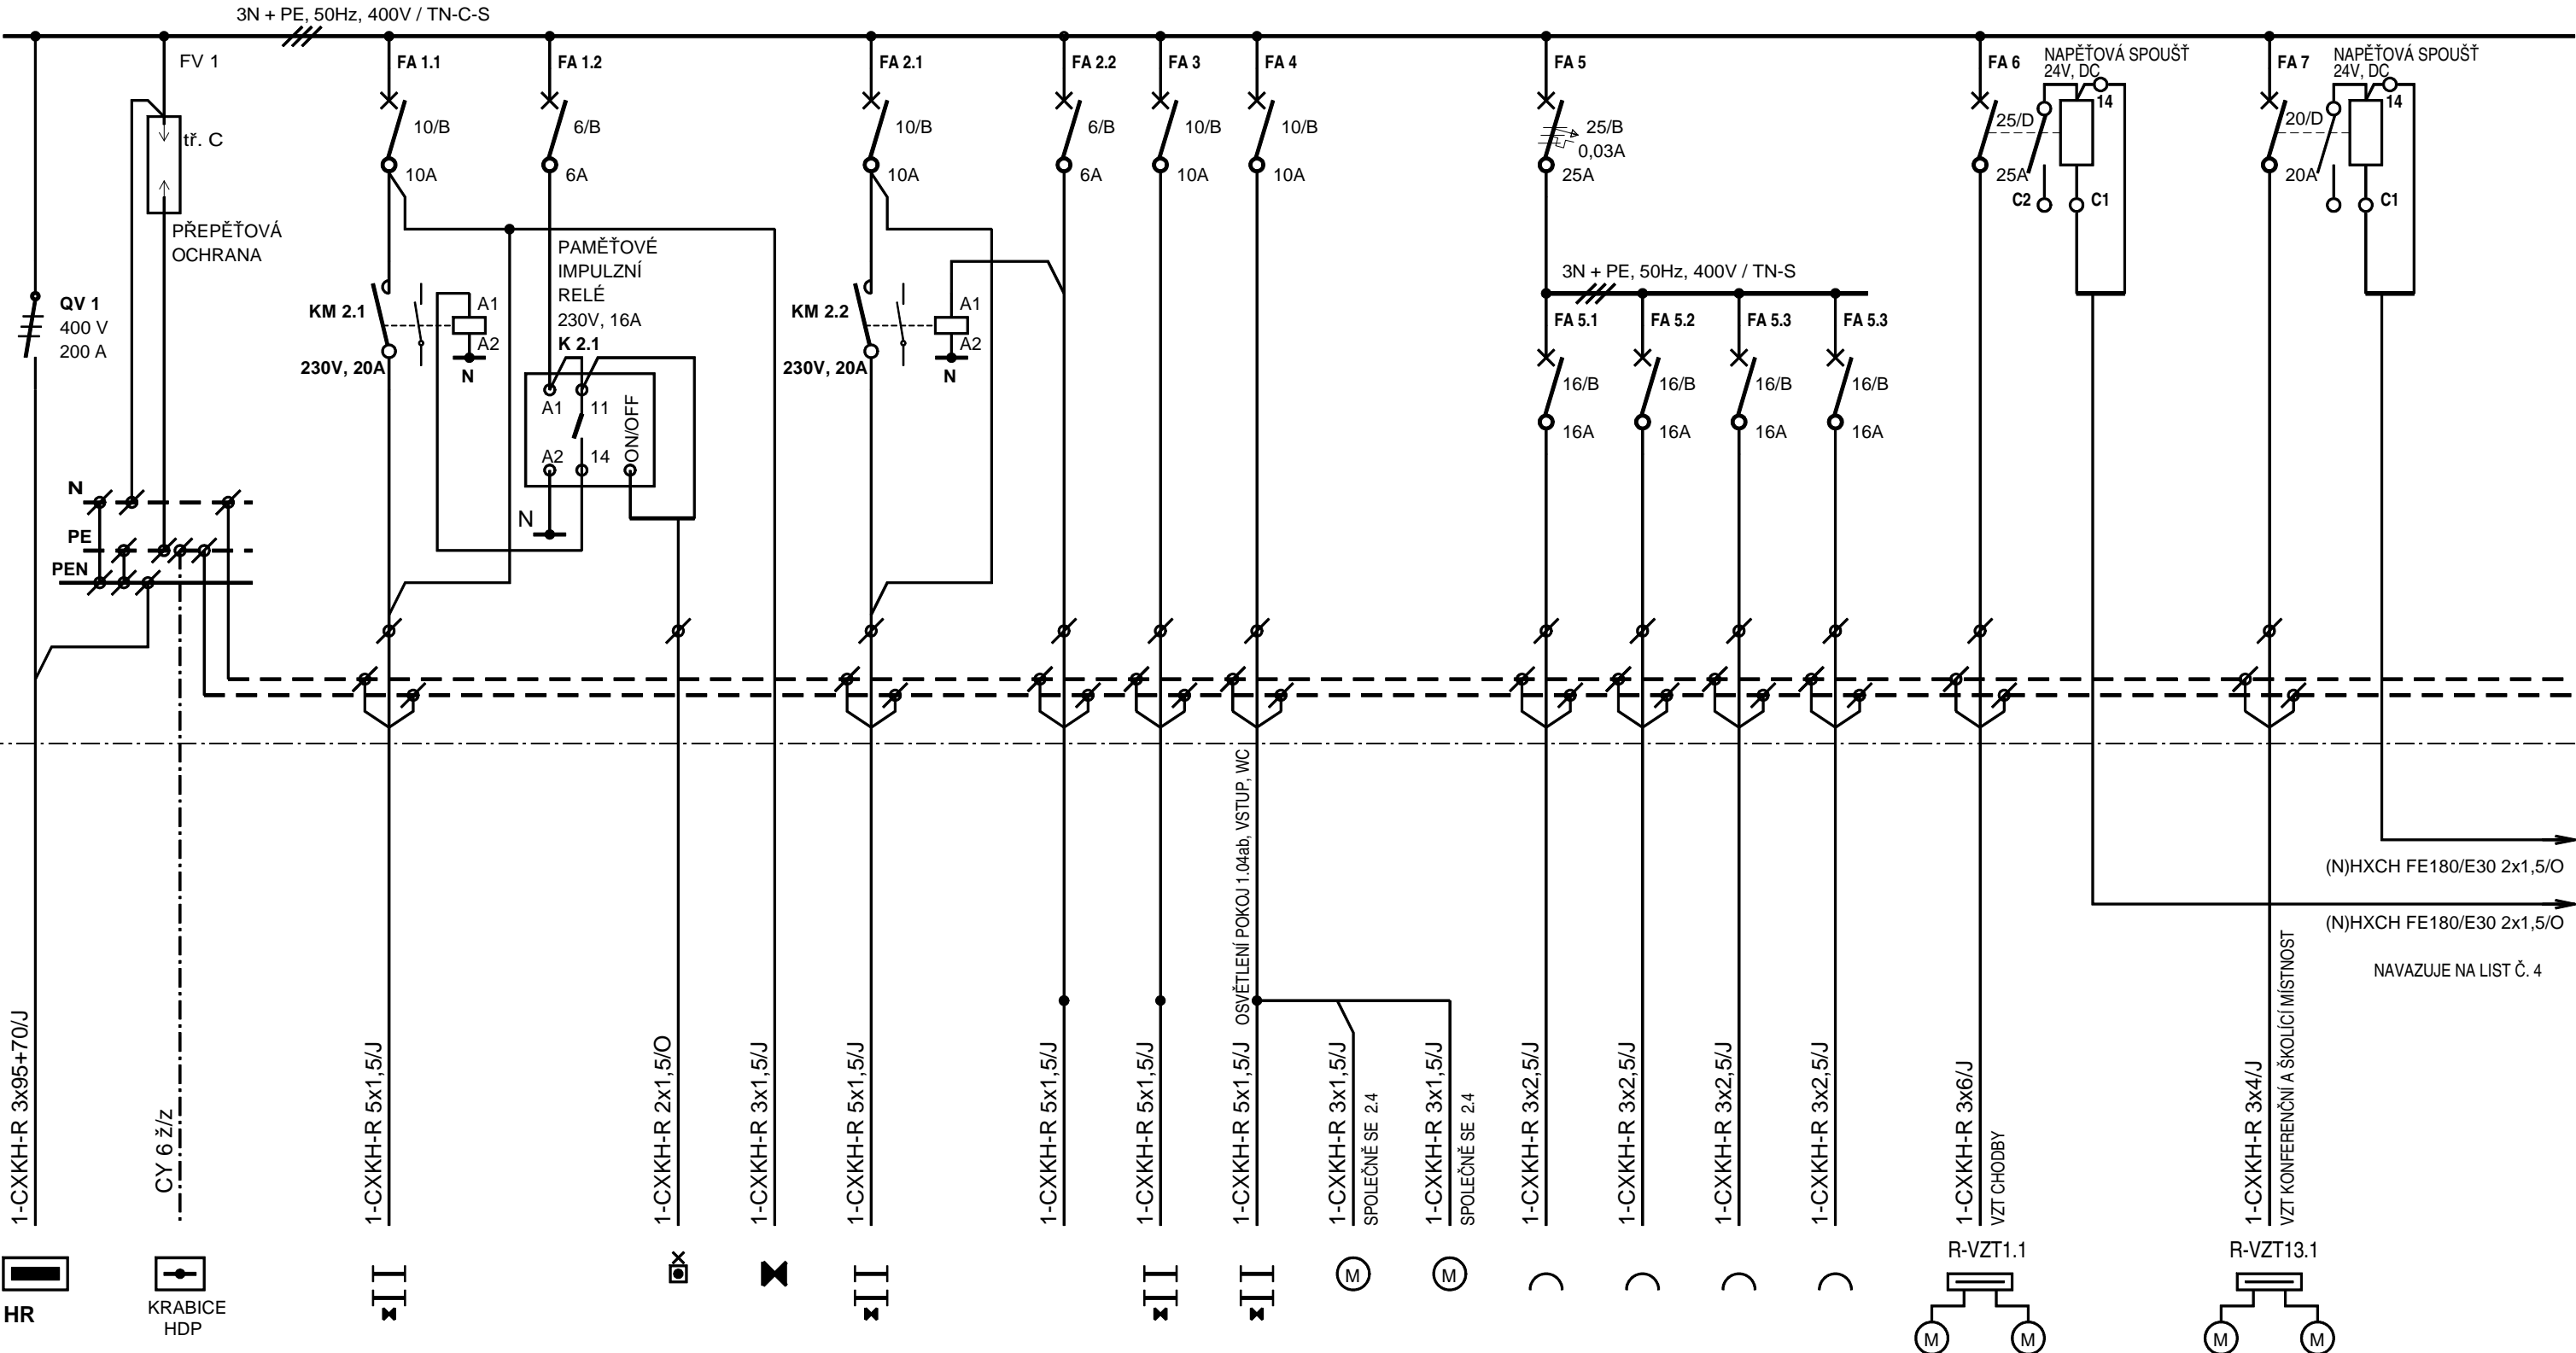 3N + PE, 50Hz, 400V / TN-C-S
FV 1
tř. C
PŘEPĚŤOVÁ
OCHRANA
QV 1
400 V
200 A
N
PE
PEN
FA 1.1
10/B
10A
KM 2.1
230V, 20A
A1
A2
N
FA 1.2
6/B
6A
PAMĚŤOVÉ
IMPULZNÍ
RELÉ
230V, 16A
K 2.1
A1
11
A2
14
ON/OFF
N
FA 2.1
10/B
10A
KM 2.2
230V, 20A
A1
A2
N
FA 2.2
6/B
6A
FA 3
10/B
10A
FA 4
10/B
10A
FA 5
25/B
0,03A
25A
3N + PE, 50Hz, 400V / TN-S
FA 5.1
16/B
16A
FA 5.2
16/B
16A
FA 5.3
16/B
16A
FA 5.3
16/B
16A
FA 6
25/D
25A
NAPĚŤOVÁ SPOUŠŤ
24V, DC
14
C2
C1
FA 7
20/D
20A
NAPĚŤOVÁ SPOUŠŤ
24V, DC
14
C1
(N)HXCH FE180/E30 2x1,5/O
(N)HXCH FE180/E30 2x1,5/O
NAVAZUJE NA LIST Č. 4
1-CXKH-R 3x95+70/J
CY 6 ž/z
1-CXKH-R 5x1,5/J
1-CXKH-R 2x1,5/O
1-CXKH-R 3x1,5/J
1-CXKH-R 5x1,5/J
1-CXKH-R 5x1,5/J
1-CXKH-R 5x1,5/J
1-CXKH-R 5x1,5/J
OSVĚTLENÍ POKOJ 1.04ab, VSTUP, WC
1-CXKH-R 3x1,5/J
SPOLEČNĚ SE 2.4
1-CXKH-R 3x1,5/J
SPOLEČNĚ SE 2.4
1-CXKH-R 3x2,5/J
1-CXKH-R 3x2,5/J
1-CXKH-R 3x2,5/J
1-CXKH-R 3x2,5/J
1-CXKH-R 3x6/J
VZT CHODBY
1-CXKH-R 3x4/J
VZT KONFERENČNÍ A ŠKOLÍCÍ MÍSTNOST
HR
KRABICE
HDP
M
M
R-VZT1.1
M
M
R-VZT13.1
M
M